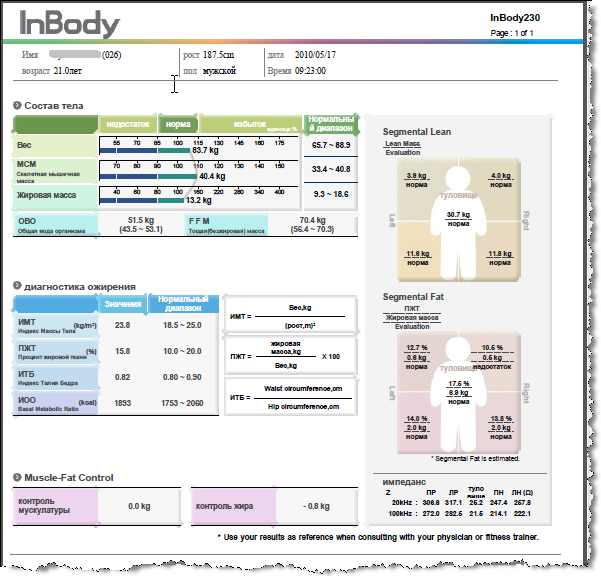 InBody
InBody230
Page : 1 of 1
Имя (026) рост 187.5cm дата 2010/05/17
возраст 21.0лет пол мужской Время 09:23:00
Состав тела
недостаток норма избыток единица:% Нормальный диапазон
Вес 55 70 85 100 115 130 145 160 175
83.7 kg 65.7 ~ 88.9
МСМ 70 80 90 100 110 120 130 140 150
Скелетная мышечная масса 40.4 kg 33.4 ~ 40.8
Жировая масса 40 60 80 100 160 220 280 340 400
13.2 kg 9.3 ~ 18.6
ОВО 51.5 kg F F M 70.4 kg
Общая вода организма (43.5 ~ 53.1) Тощая(безжировая) масса (56.4 ~ 70.3)
диагностика ожирения
Значения Нормальный диапазон
ИМТ (kg/m²) 23.8 18.5 ~ 25.0
Индекс Массы Тела
ПЖТ (%) 15.8 10.0 ~ 20.0
Процент жировой ткани
ИТБ 0.82 0.80 ~ 0.90
Индекс Талия Бедра
ИОО (kcal) 1893 1753 ~ 2060
Basal Metabolic Ratio
ИМТ = Вес,kg
(рост,m)²
ПЖТ = жировая масса,kg X 100
Вес,kg
ИТБ = Waist circumference,cm
Hip circumference,cm
Muscle-Fat Control
контроль мускулатуры 0.0 kg контроль жира - 0.8 kg
Segmental Lean
Lean Mass
Evaluation
3.9 kg 4.0 kg
норма норма
туловище
30.7 kg
норма
Left Right
11.6 kg 11.8 kg
норма норма
Segmental Fat
ПЖТ
Жировая масса
Evaluation
12.7 % 10.5 %
0.6 kg 0.5 kg
норма недостаток
туловище
17.5 %
6.9 kg
норма
Left Right
14.0 % 13.8 %
2.0 kg 2.0 kg
норма норма
* Segmental Fat is estimated.
импеданс
Z ПР ЛР туловище ПН ЛН (Ω)
20kHz : 306.6 317.1 25.2 247.4 257.8
100kHz : 272.0 282.5 21.5 214.1 222.1
* Use your results as reference when consulting with your physician or fitness trainer.